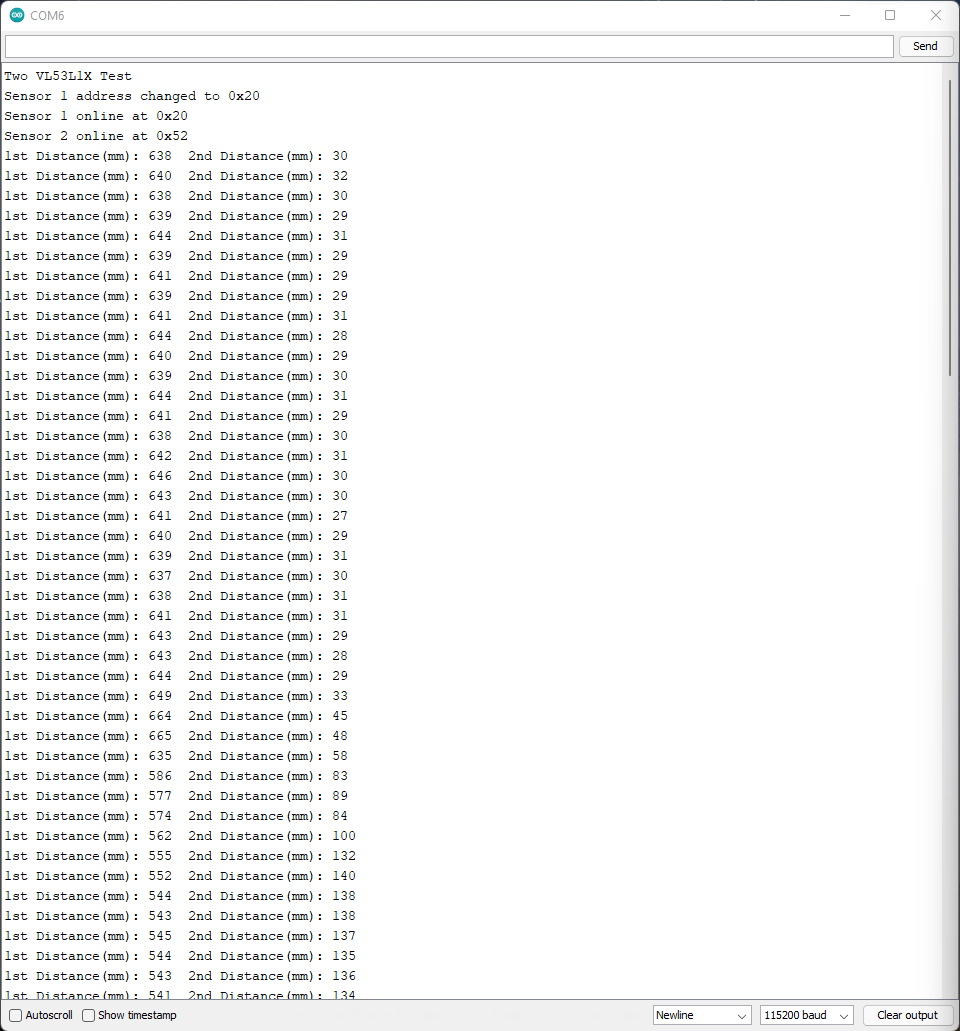 COM6
Send
Two VL53L1X Test
Sensor 1 address changed to 0x20
Sensor 1 online at 0x20
Sensor 2 online at 0x52
1st Distance(mm): 638  2nd Distance(mm): 30
1st Distance(mm): 640  2nd Distance(mm): 32
1st Distance(mm): 638  2nd Distance(mm): 30
1st Distance(mm): 639  2nd Distance(mm): 29
1st Distance(mm): 644  2nd Distance(mm): 31
1st Distance(mm): 639  2nd Distance(mm): 29
1st Distance(mm): 641  2nd Distance(mm): 29
1st Distance(mm): 639  2nd Distance(mm): 29
1st Distance(mm): 641  2nd Distance(mm): 31
1st Distance(mm): 644  2nd Distance(mm): 28
1st Distance(mm): 640  2nd Distance(mm): 29
1st Distance(mm): 639  2nd Distance(mm): 30
1st Distance(mm): 644  2nd Distance(mm): 31
1st Distance(mm): 641  2nd Distance(mm): 29
1st Distance(mm): 638  2nd Distance(mm): 30
1st Distance(mm): 642  2nd Distance(mm): 31
1st Distance(mm): 646  2nd Distance(mm): 30
1st Distance(mm): 643  2nd Distance(mm): 30
1st Distance(mm): 641  2nd Distance(mm): 27
1st Distance(mm): 640  2nd Distance(mm): 29
1st Distance(mm): 639  2nd Distance(mm): 31
1st Distance(mm): 637  2nd Distance(mm): 30
1st Distance(mm): 638  2nd Distance(mm): 31
1st Distance(mm): 641  2nd Distance(mm): 31
1st Distance(mm): 643  2nd Distance(mm): 29
1st Distance(mm): 643  2nd Distance(mm): 28
1st Distance(mm): 644  2nd Distance(mm): 29
1st Distance(mm): 649  2nd Distance(mm): 33
1st Distance(mm): 664  2nd Distance(mm): 45
1st Distance(mm): 665  2nd Distance(mm): 48
1st Distance(mm): 635  2nd Distance(mm): 58
1st Distance(mm): 586  2nd Distance(mm): 83
1st Distance(mm): 577  2nd Distance(mm): 89
1st Distance(mm): 574  2nd Distance(mm): 84
1st Distance(mm): 562  2nd Distance(mm): 100
1st Distance(mm): 555  2nd Distance(mm): 132
1st Distance(mm): 552  2nd Distance(mm): 140
1st Distance(mm): 544  2nd Distance(mm): 138
1st Distance(mm): 543  2nd Distance(mm): 138
1st Distance(mm): 545  2nd Distance(mm): 137
1st Distance(mm): 544  2nd Distance(mm): 135
1st Distance(mm): 543  2nd Distance(mm): 136
1st Distance(mm): 541  2nd Distance(mm): 134
Autoscroll Show timestamp Newline 115200 baud Clear output